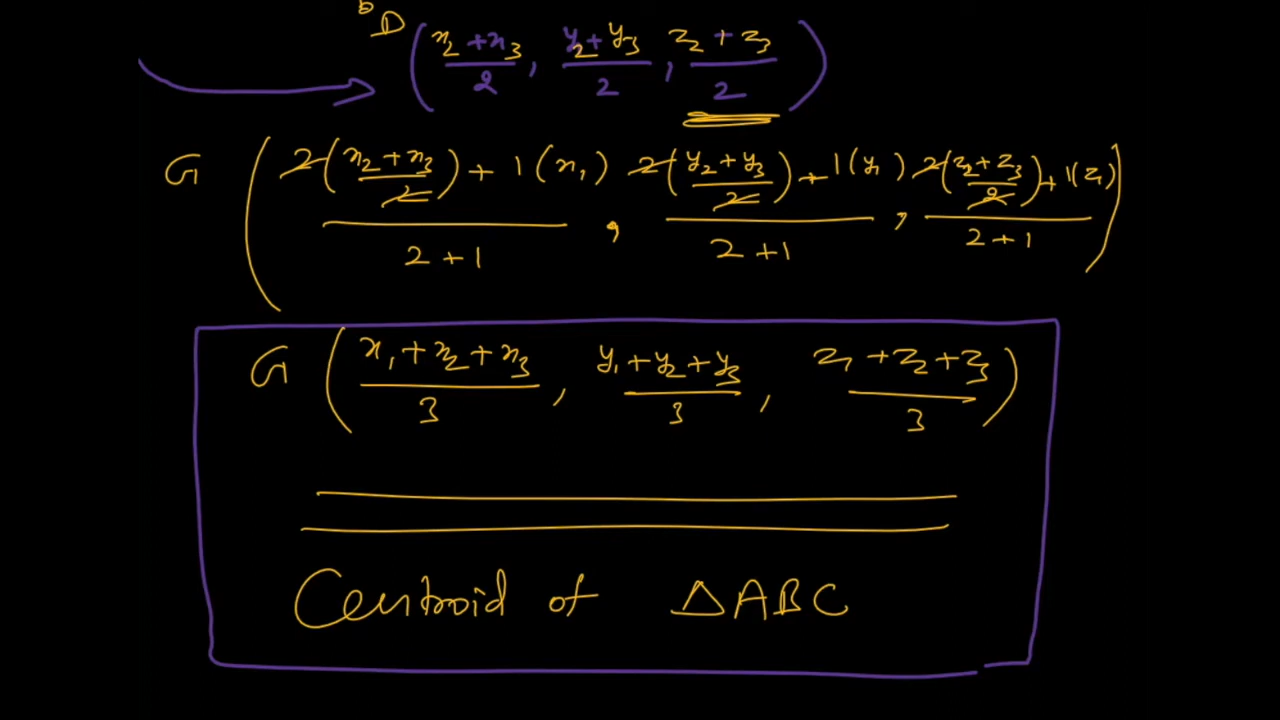 D ( x₂ + x₃ / 2 , y₂ + y₃ / 2 , z₂ + z₃ / 2 )
G ( 2(x₂ + x₃ / 2) + 1(x₁) / 2 + 1 , 2(y₂ + y₃ / 2) + 1(y₁) / 2 + 1 , 2(z₂ + z₃ / 2) + 1(z₁) / 2 + 1 )
G ( x₁ + x₂ + x₃ / 3 , y₁ + y₂ + y₃ / 3 , z₁ + z₂ + z₃ / 3 )
Centroid of ΔABC